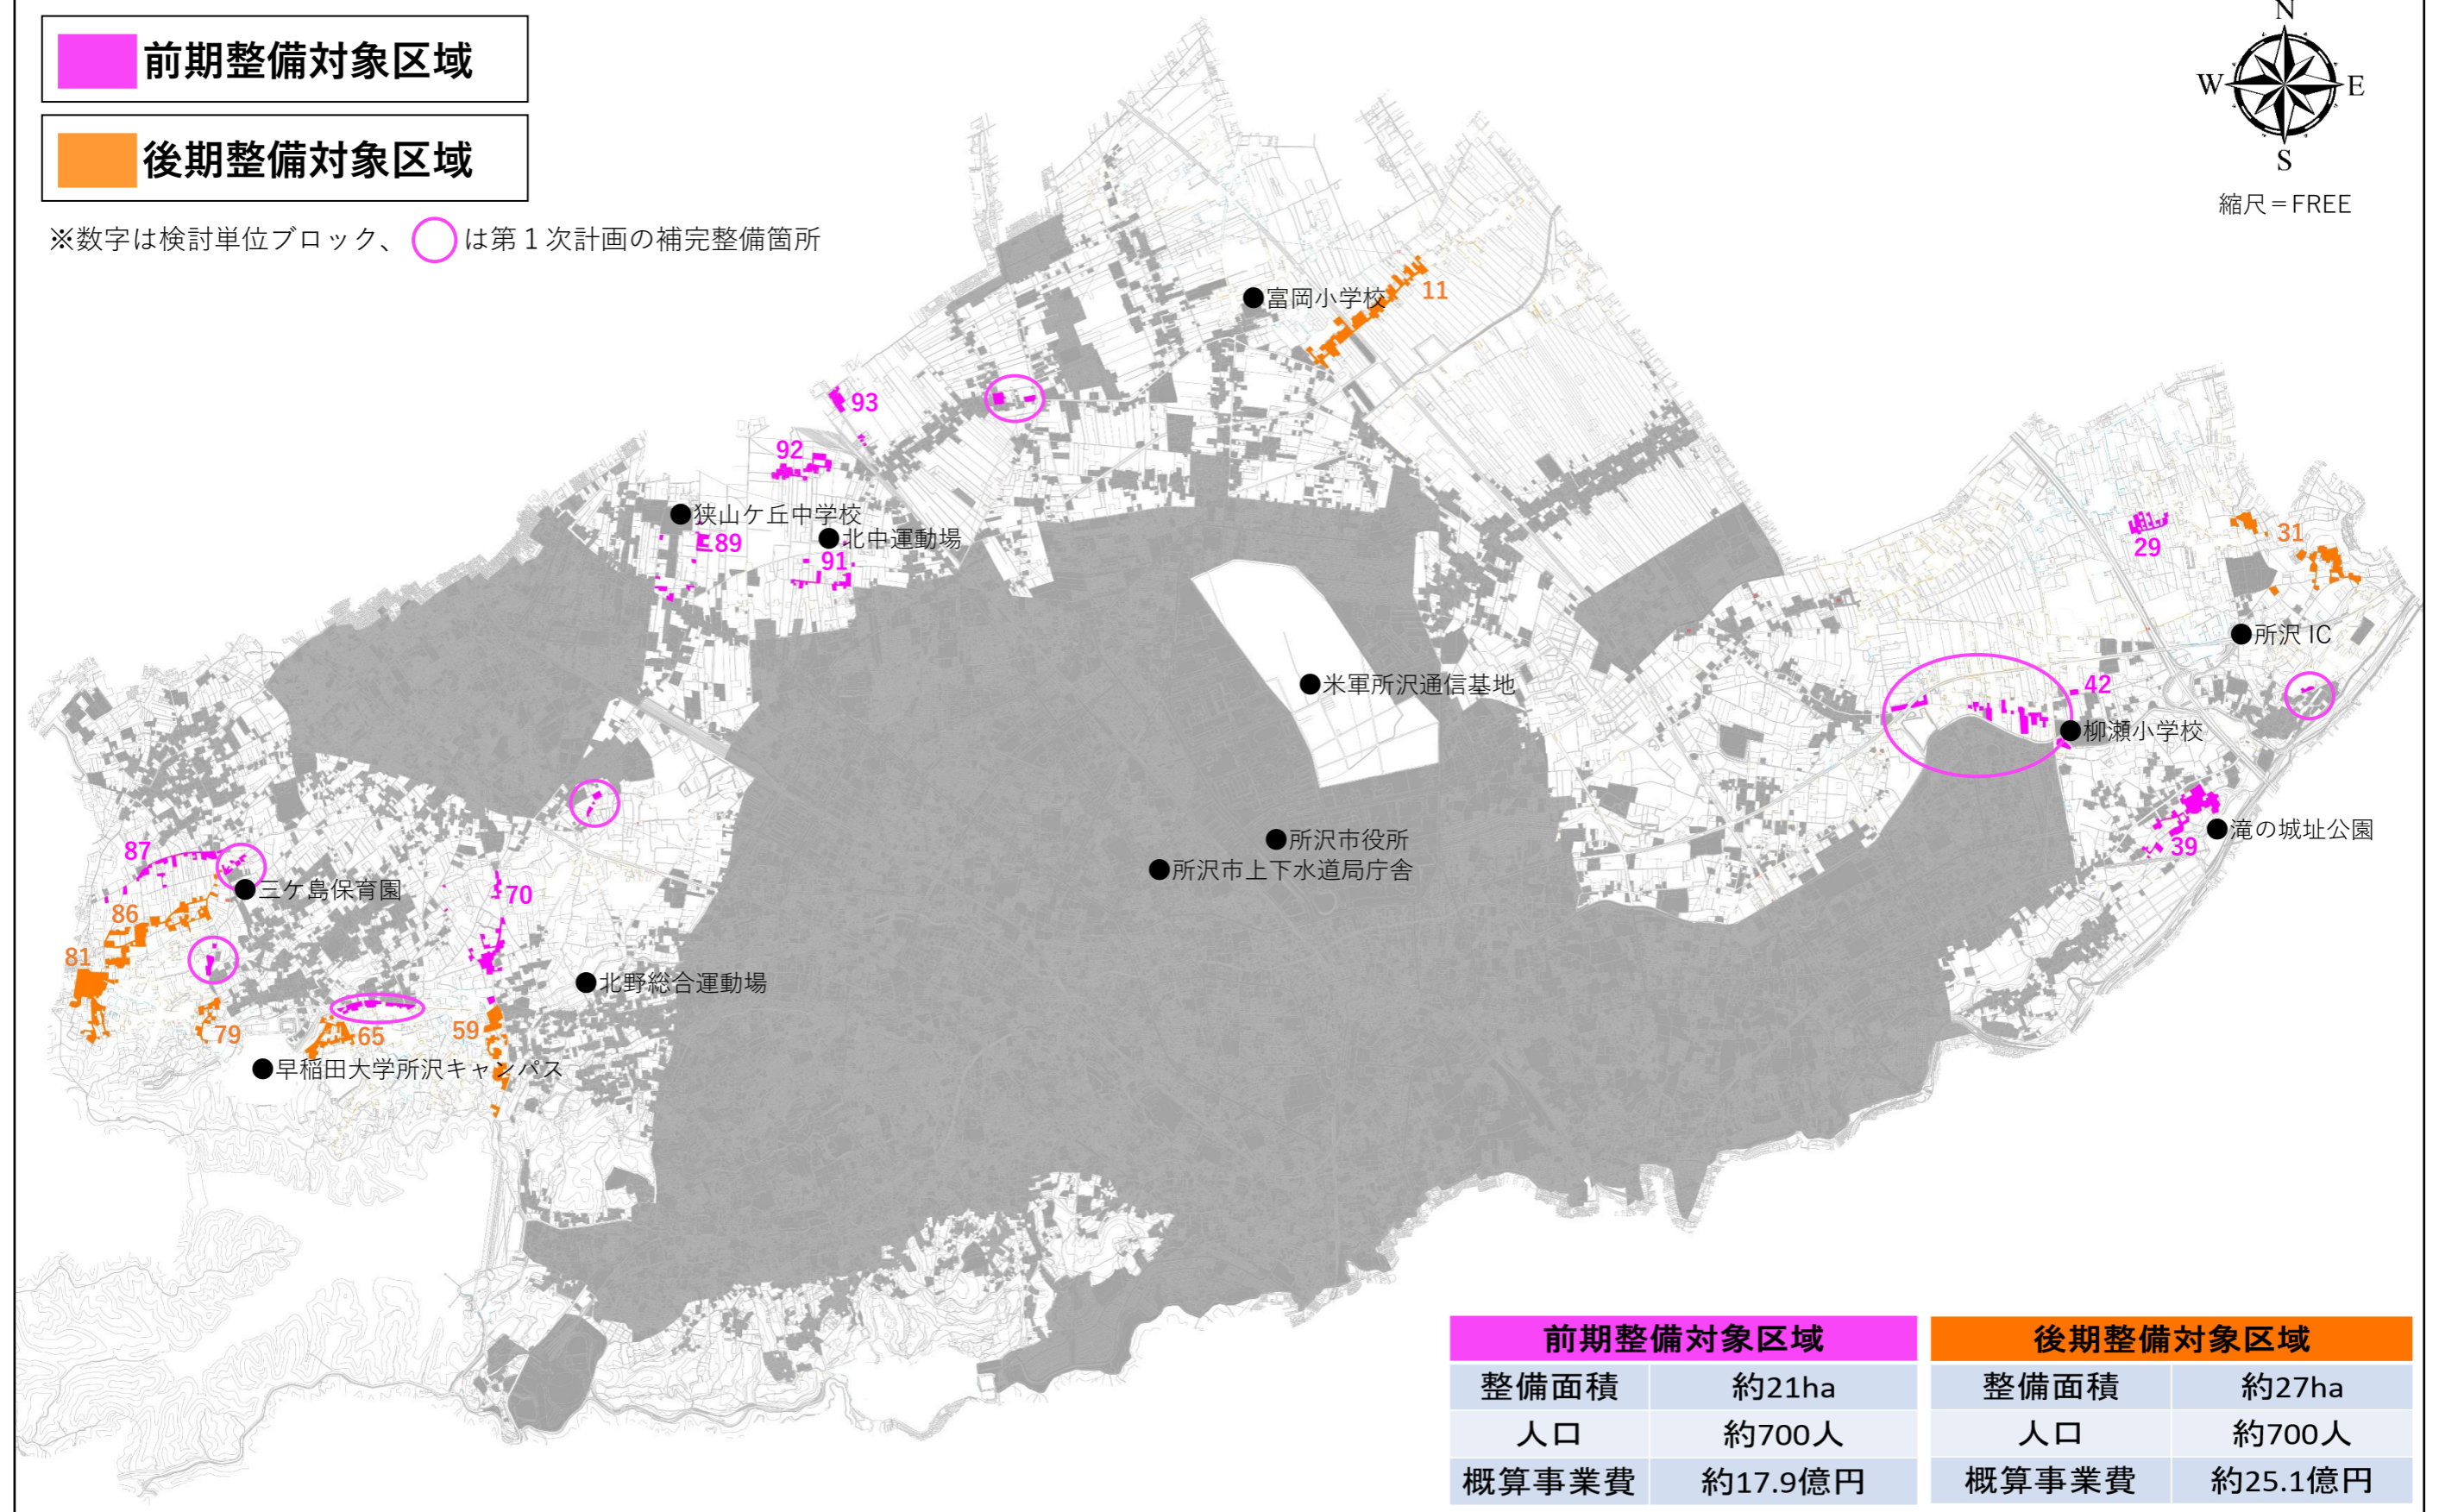 前期整備対象区域
後期整備対象区域
※数字は検討単位ブロック、 は第1次計画の補完整備箇所
N
W E
S
縮尺=FREE
富岡小学校
11
93
92
狭山ケ丘中学校
北中運動場
89
91
29
31
所沢IC
米軍所沢通信基地
42
柳瀬小学校
所沢市役所
滝の城址公園
39
所沢市上下水道局庁舎
87
三ケ島保育園
70
86
81
北野総合運動場
79
65
59
早稲田大学所沢キャンパス
前期整備対象区域
整備面積 約21ha
人口 約700人
概算事業費 約17.9億円
後期整備対象区域
整備面積 約27ha
人口 約700人
概算事業費 約25.1億円